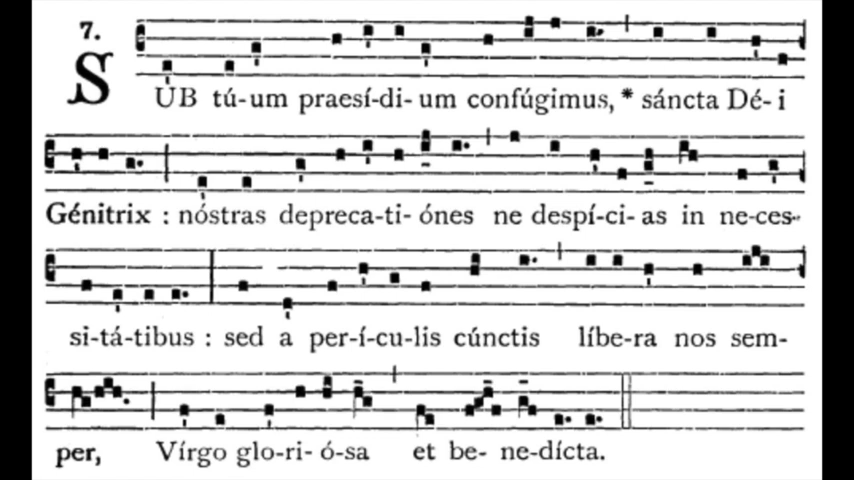 7.
SUB tú-um praesí-di-um confúgimus, * sáncta Dé-i
Génitrix : nóstras depreca-ti-ónes ne despí-ci-as in ne-ces-
si-tá-tibus : sed a per-í-cu-lis cúnctis líbe-ra nos sem-
per, Vírgo glo-ri-ó-sa et be-ne-dícta.